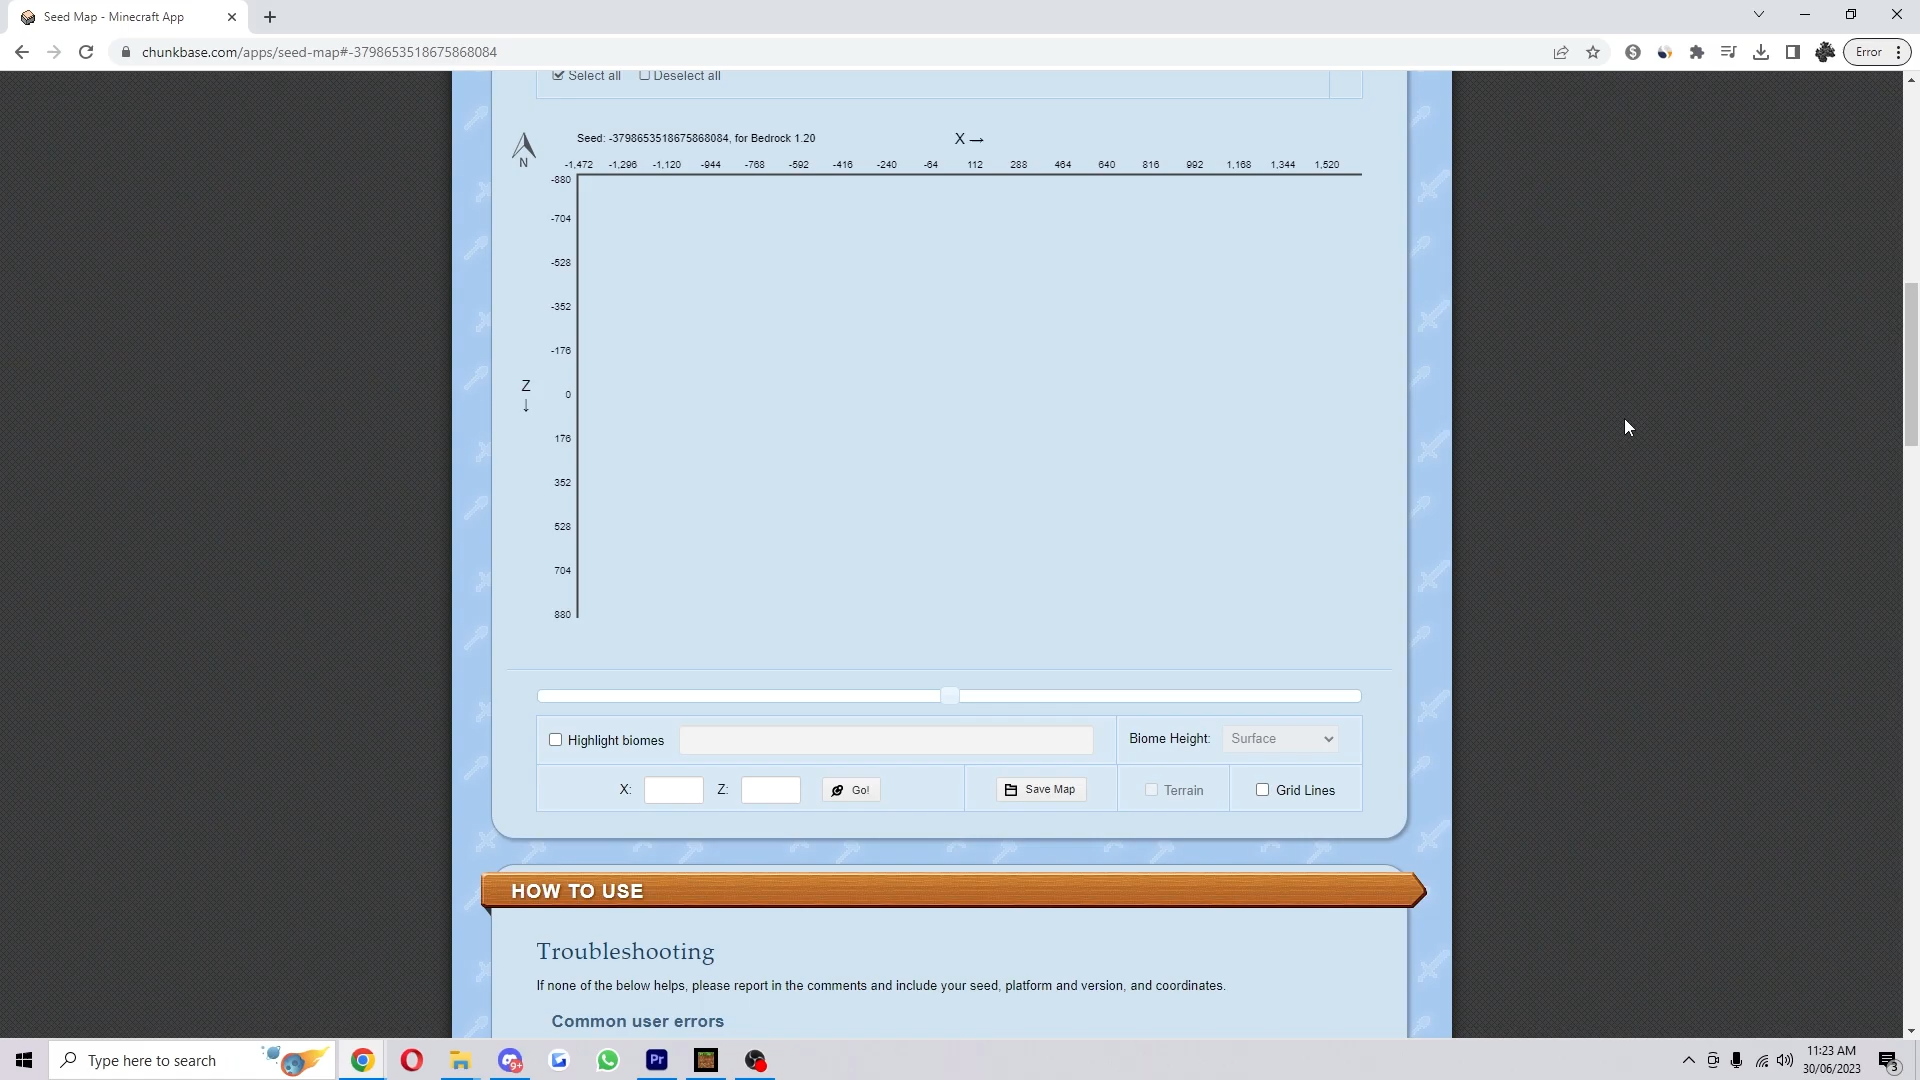 Seed Map - Minecraft App
chunkbase.com/apps/seed-map#-3798653518675868084
Error
Select all
Deselect all
Seed: -3798653518675868084, for Bedrock 1.20
X →
N
-1,472 -1,296 -1,120 -944 -768 -592 -416 -240 -64 112 288 464 640 816 992 1,168 1,344 1,520
-880
-704
-528
-352
-176
Z
↓
0
176
352
528
704
880
Highlight biomes
Biome Height: Surface
X: Z: Go! Save Map Terrain Grid Lines
HOW TO USE
Troubleshooting
If none of the below helps, please report in the comments and include your seed, platform and version, and coordinates.
Common user errors
Type here to search
9+
Pr
11:23 AM
30/06/2023
3